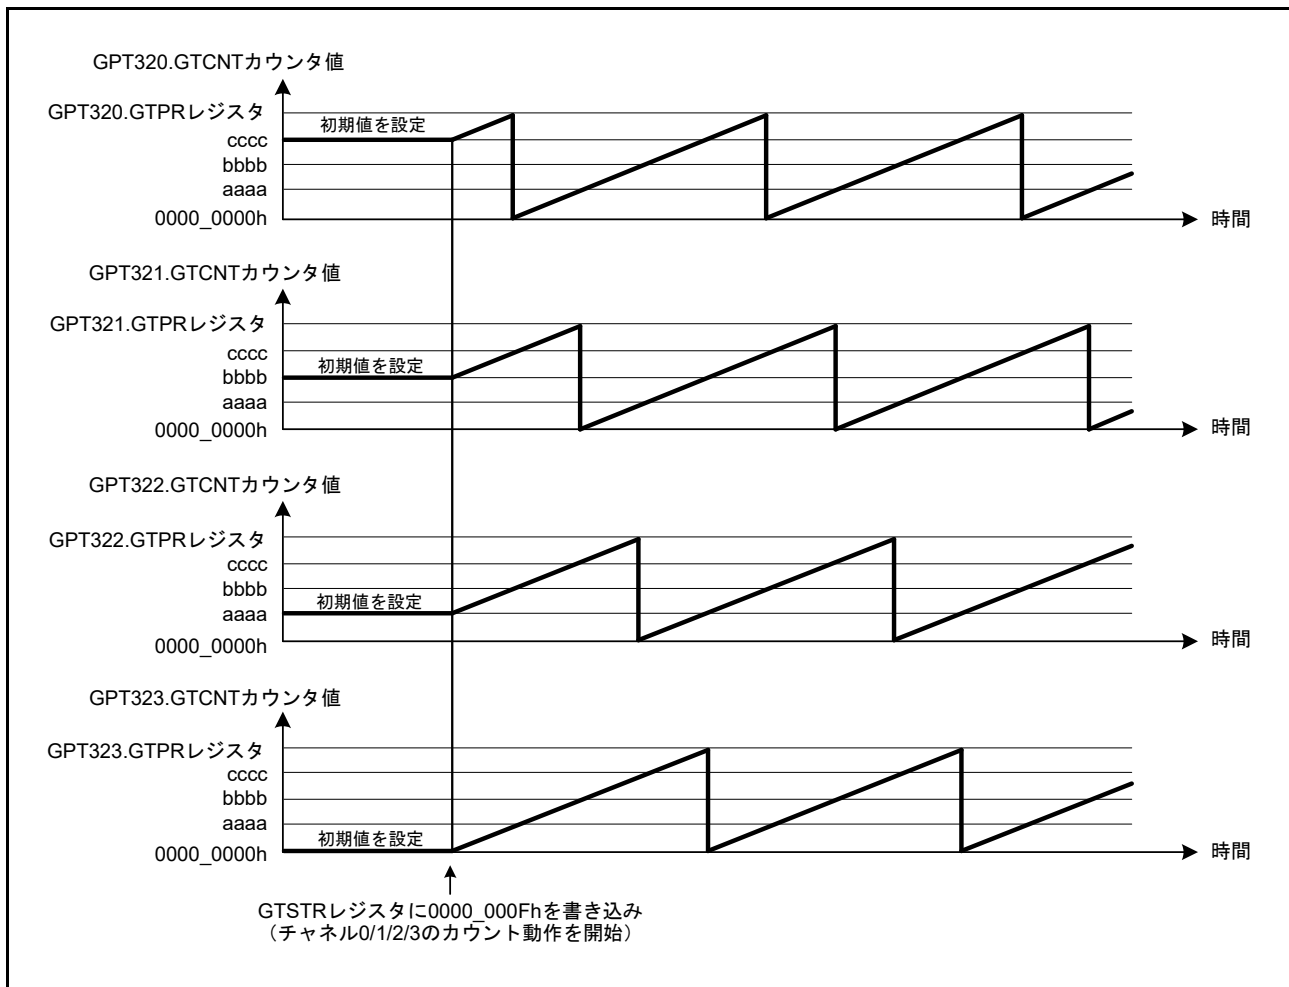 GPT320.GTCNTカウンタ値
GPT320.GTPRレジスタ
初期値を設定
cccc
bbbb
aaaa
0000_0000h
時間
GPT321.GTCNTカウンタ値
GPT321.GTPRレジスタ
cccc
初期値を設定
bbbb
aaaa
0000_0000h
時間
GPT322.GTCNTカウンタ値
GPT322.GTPRレジスタ
cccc
bbbb
初期値を設定
aaaa
0000_0000h
時間
GPT323.GTCNTカウンタ値
GPT323.GTPRレジスタ
cccc
bbbb
aaaa
初期値を設定
0000_0000h
時間
GTSTRレジスタに0000_000Fhを書き込み
（チャネル0/1/2/3のカウント動作を開始）